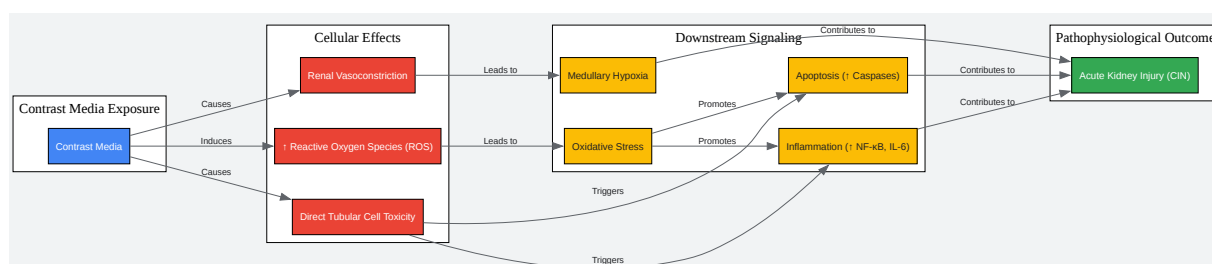 Contrast Media Exposure
Contrast Media
Causes
Induces
Causes
Cellular Effects
Renal Vasoconstriction
↑ Reactive Oxygen Species (ROS)
Direct Tubular Cell Toxicity
Leads to
Leads to
Triggers
Triggers
Downstream Signaling
Medullary Hypoxia
Oxidative Stress
Promotes
Promotes
Apoptosis (↑ Caspases)
Inflammation (↑ NF-κB, IL-6)
Contributes to
Contributes to
Contributes to
Pathophysiological Outcome
Acute Kidney Injury (CIN)